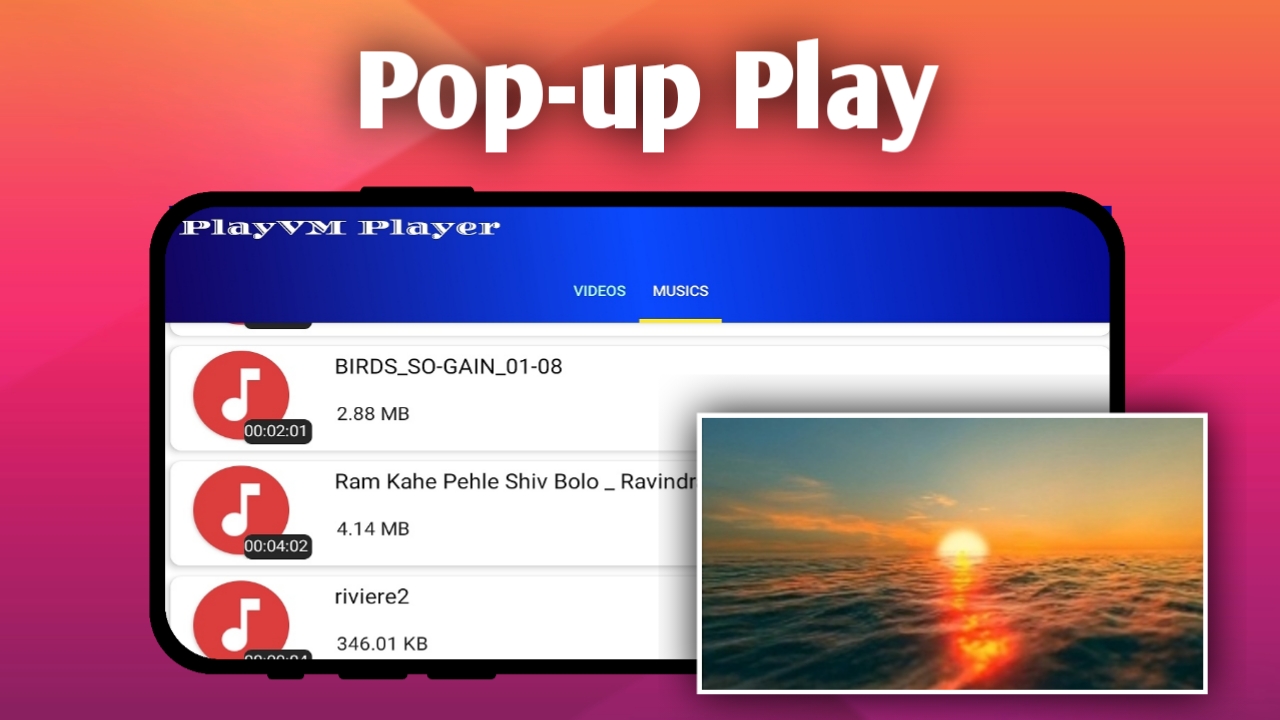 Pop-up Play
PlayVM Player
VIDEOS MUSICS
BIRDS_SO-GAIN_01-08
2.88 MB
00:02:01
Ram Kahe Pehle Shiv Bolo _ Ravindr
4.14 MB
00:04:02
riviere2
346.01 KB